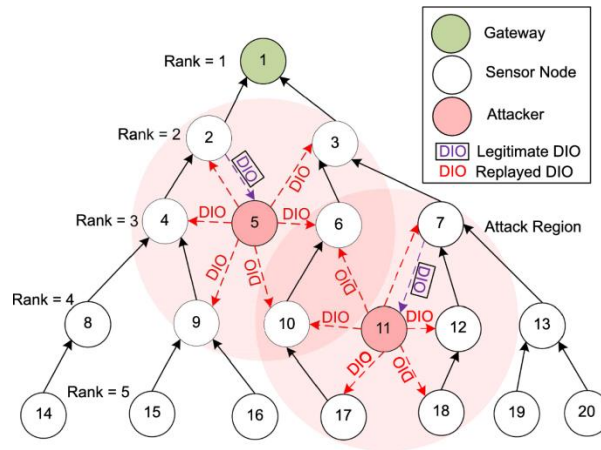 Rank = 1
1
Gateway
Sensor Node
Attacker
DIO Legitimate DIO
DIO Replayed DIO
Rank = 2
2
3
DIO
DIO
Rank = 3
4
DIO
5
DIO
6
7
Attack Region
DIO
DIO
DIO
DIO
Rank = 4
8
9
10
DIO
11
DIO
12
13
DIO
DIO
Rank = 5
14
15
16
17
18
19
20